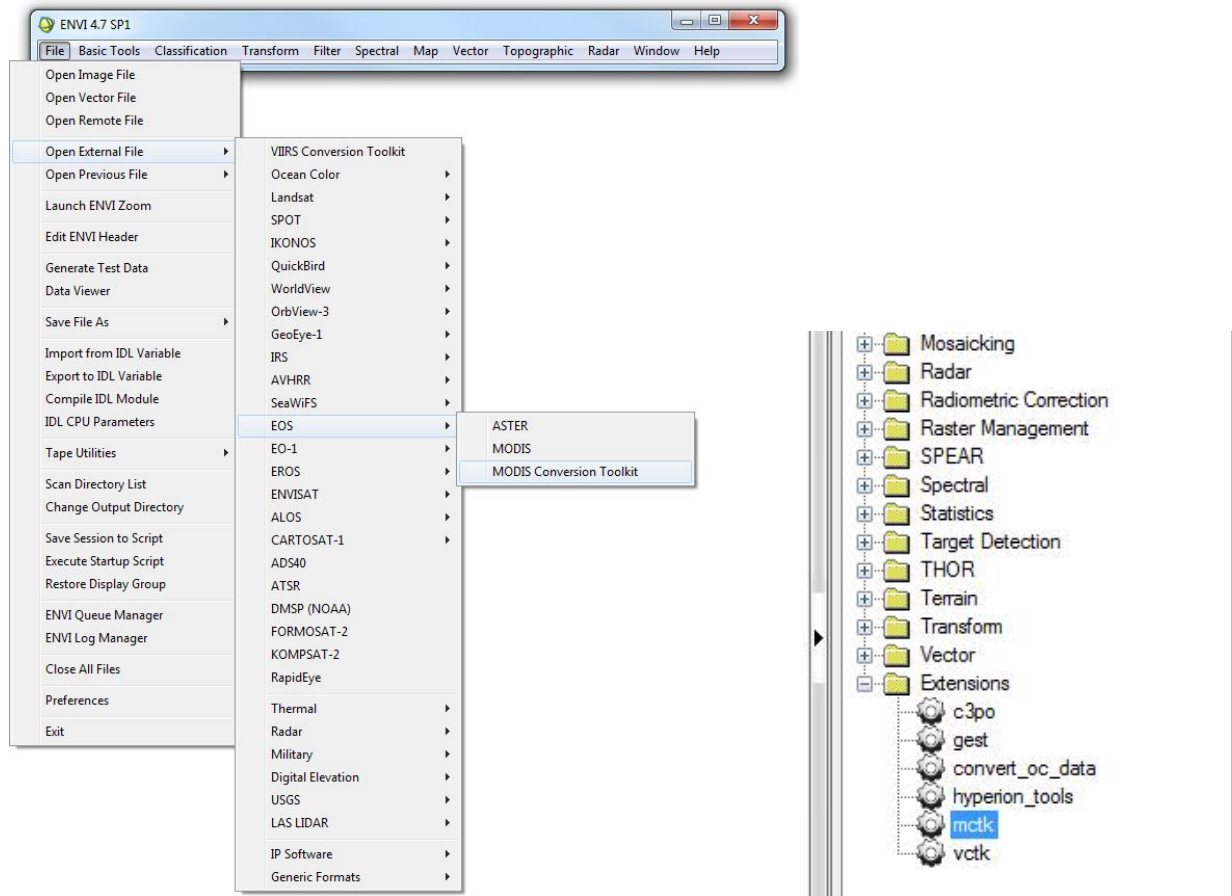 ENVI 4.7 SP1
File Basic Tools Classification Transform Filter Spectral Map Vector Topographic Radar Window Help
Open Image File
Open Vector File
Open Remote File
Open External File
Open Previous File
Launch ENVI Zoom
Edit ENVI Header
Generate Test Data
Data Viewer
Save File As
Import from IDL Variable
Export to IDL Variable
Compile IDL Module
IDL CPU Parameters
Tape Utilities
Scan Directory List
Change Output Directory
Save Session to Script
Execute Startup Script
Restore Display Group
ENVI Queue Manager
ENVI Log Manager
Close All Files
Preferences
Exit
VIIRS Conversion Toolkit
Ocean Color
Landsat
SPOT
IKONOS
QuickBird
WorldView
OrbView-3
GeoEye-1
IRS
AVHRR
SeaWiFS
EOS
EO-1
EROS
ENVISAT
ALOS
CARTOSAT-1
ADS40
ATSR
DMSP (NOAA)
FORMOSAT-2
KOMPSAT-2
RapidEye
Thermal
Radar
Military
Digital Elevation
USGS
LAS LIDAR
IP Software
Generic Formats
ASTER
MODIS
MODIS Conversion Toolkit
Mosaicking
Radar
Radiometric Correction
Raster Management
SPEAR
Spectral
Statistics
Target Detection
THOR
Terrain
Transform
Vector
Extensions
c3po
gest
convert_oc_data
hyperion_tools
mctk
vctk